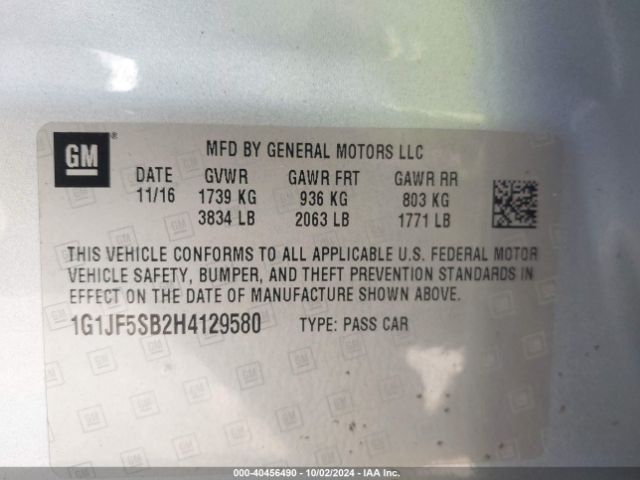 GM®
MFD BY GENERAL MOTORS LLC
DATE GVWR GAWR FRT GAWR RR
11/16 1739 KG 936 KG 803 KG
3834 LB 2063 LB 1771 LB
THIS VEHICLE CONFORMS TO ALL APPLICABLE U.S. FEDERAL MOTOR
VEHICLE SAFETY, BUMPER, AND THEFT PREVENTION STANDARDS IN
EFFECT ON THE DATE OF MANUFACTURE SHOWN ABOVE.
1G1JF5SB2H4129580 TYPE: PASS CAR
000-40456490 - 10/02/2024 - IAA Inc.